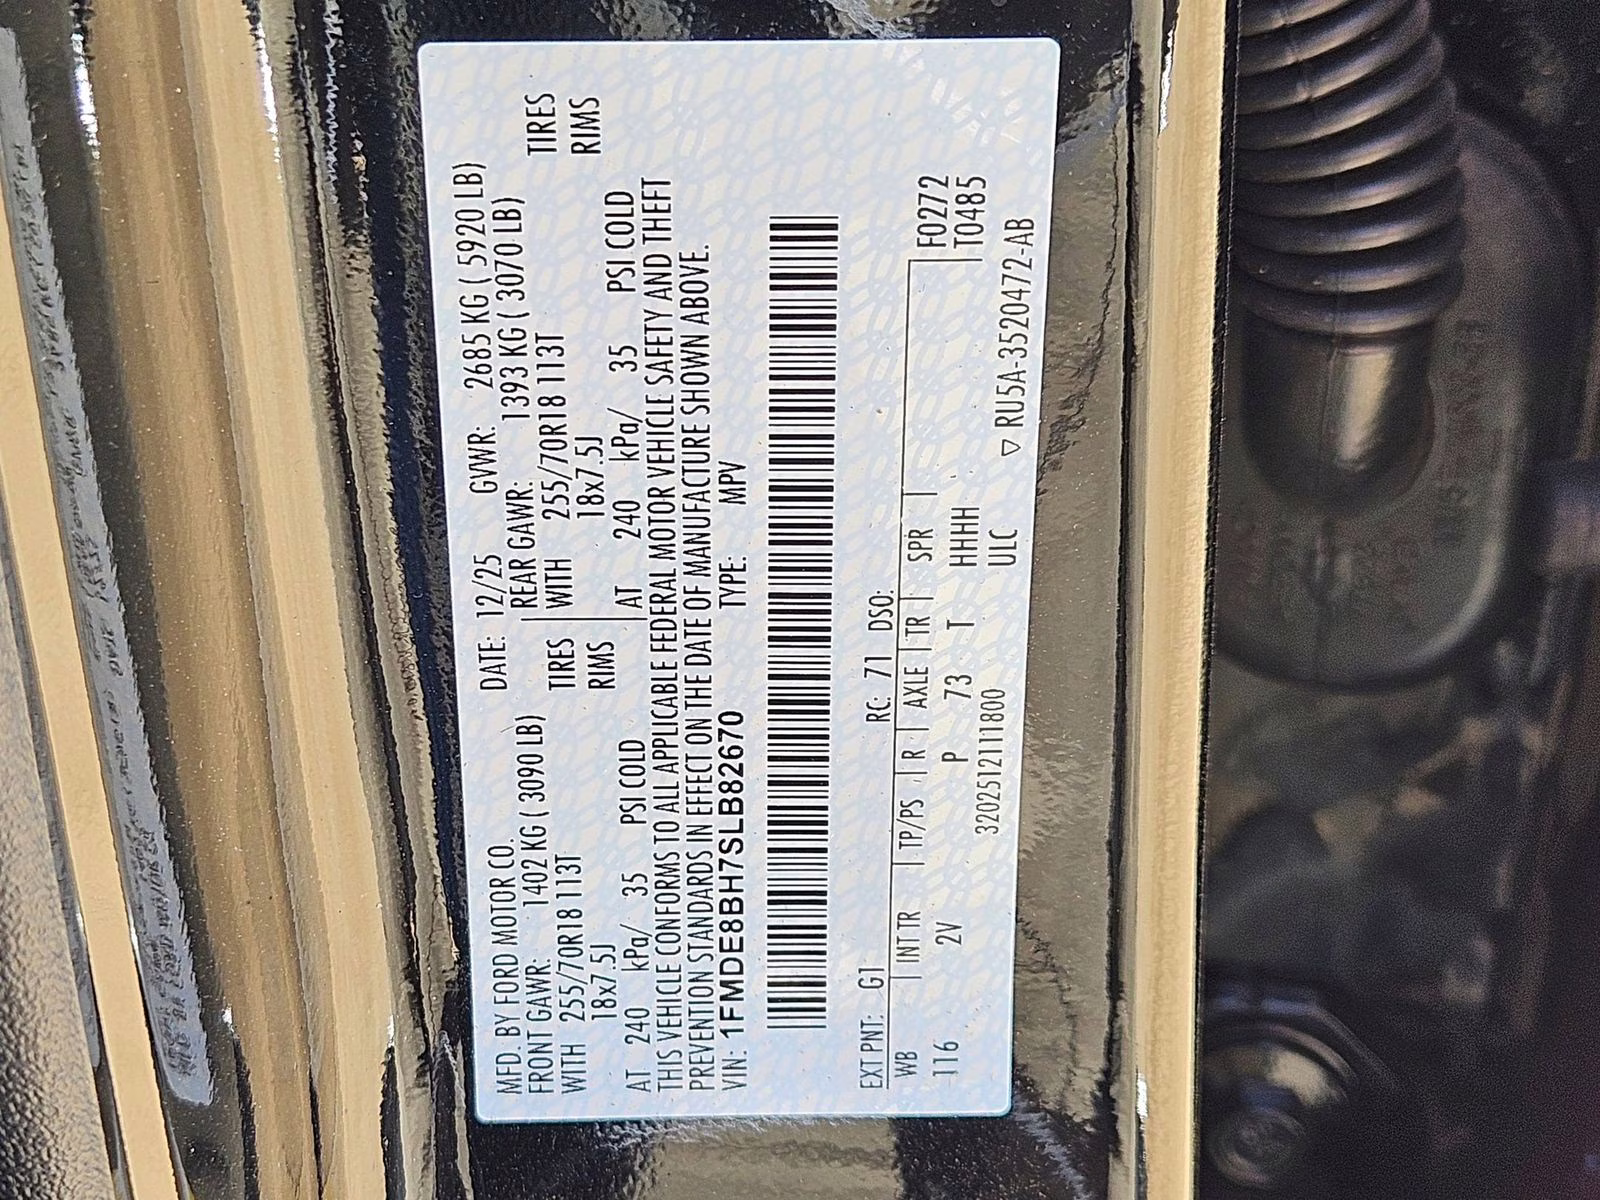 MFD. BY FORD MOTOR CO.
DATE: 12/25 GVWR: 2685 KG ( 5920 LB)
FRONT GAWR: 1402 KG ( 3090 LB) REAR GAWR: 1393 KG ( 3070 LB)
WITH 255/70R18 113T TIRES WITH 255/70R18 113T TIRES
18x7.5J RIMS 18x7.5J RIMS
AT 240 kPa/ 35 PSI COLD AT 240 kPa/ 35 PSI COLD
THIS VEHICLE CONFORMS TO ALL APPLICABLE FEDERAL MOTOR VEHICLE SAFETY AND THEFT
PREVENTION STANDARDS IN EFFECT ON THE DATE OF MANUFACTURE SHOWN ABOVE.
VIN: 1FMDE8BH7SLB82670 TYPE: MPV
EXT PNT: G1 RC: 71 DSO: F0272
WB INT TR TP/PS R AXLE TR SPR T0485
116 2V P 73 T HHHH
3202512111800 ULC ▽ RU5A-3520472-AB